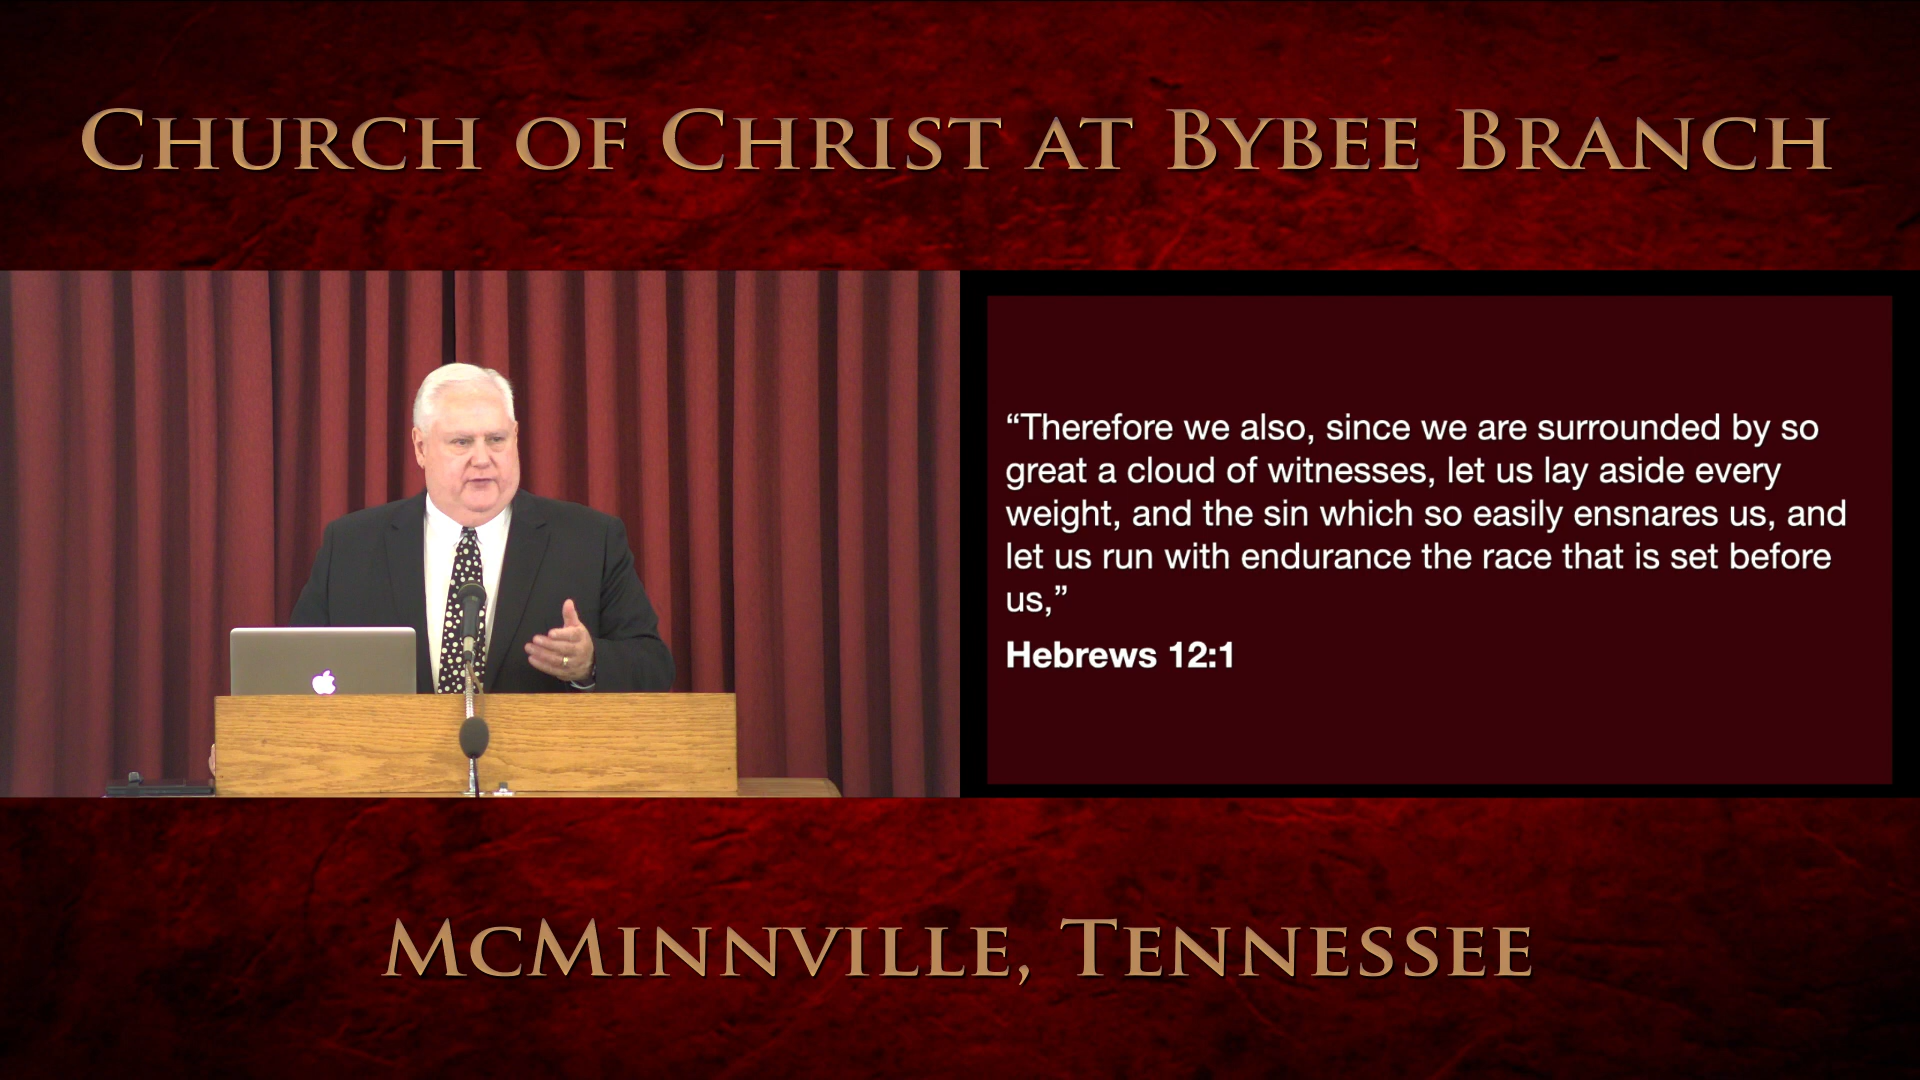 Church of Christ at Bybee Branch
“Therefore we also, since we are surrounded by so
great a cloud of witnesses, let us lay aside every
weight, and the sin which so easily ensnares us, and
let us run with endurance the race that is set before
us,”
Hebrews 12:1
McMinnville, Tennessee